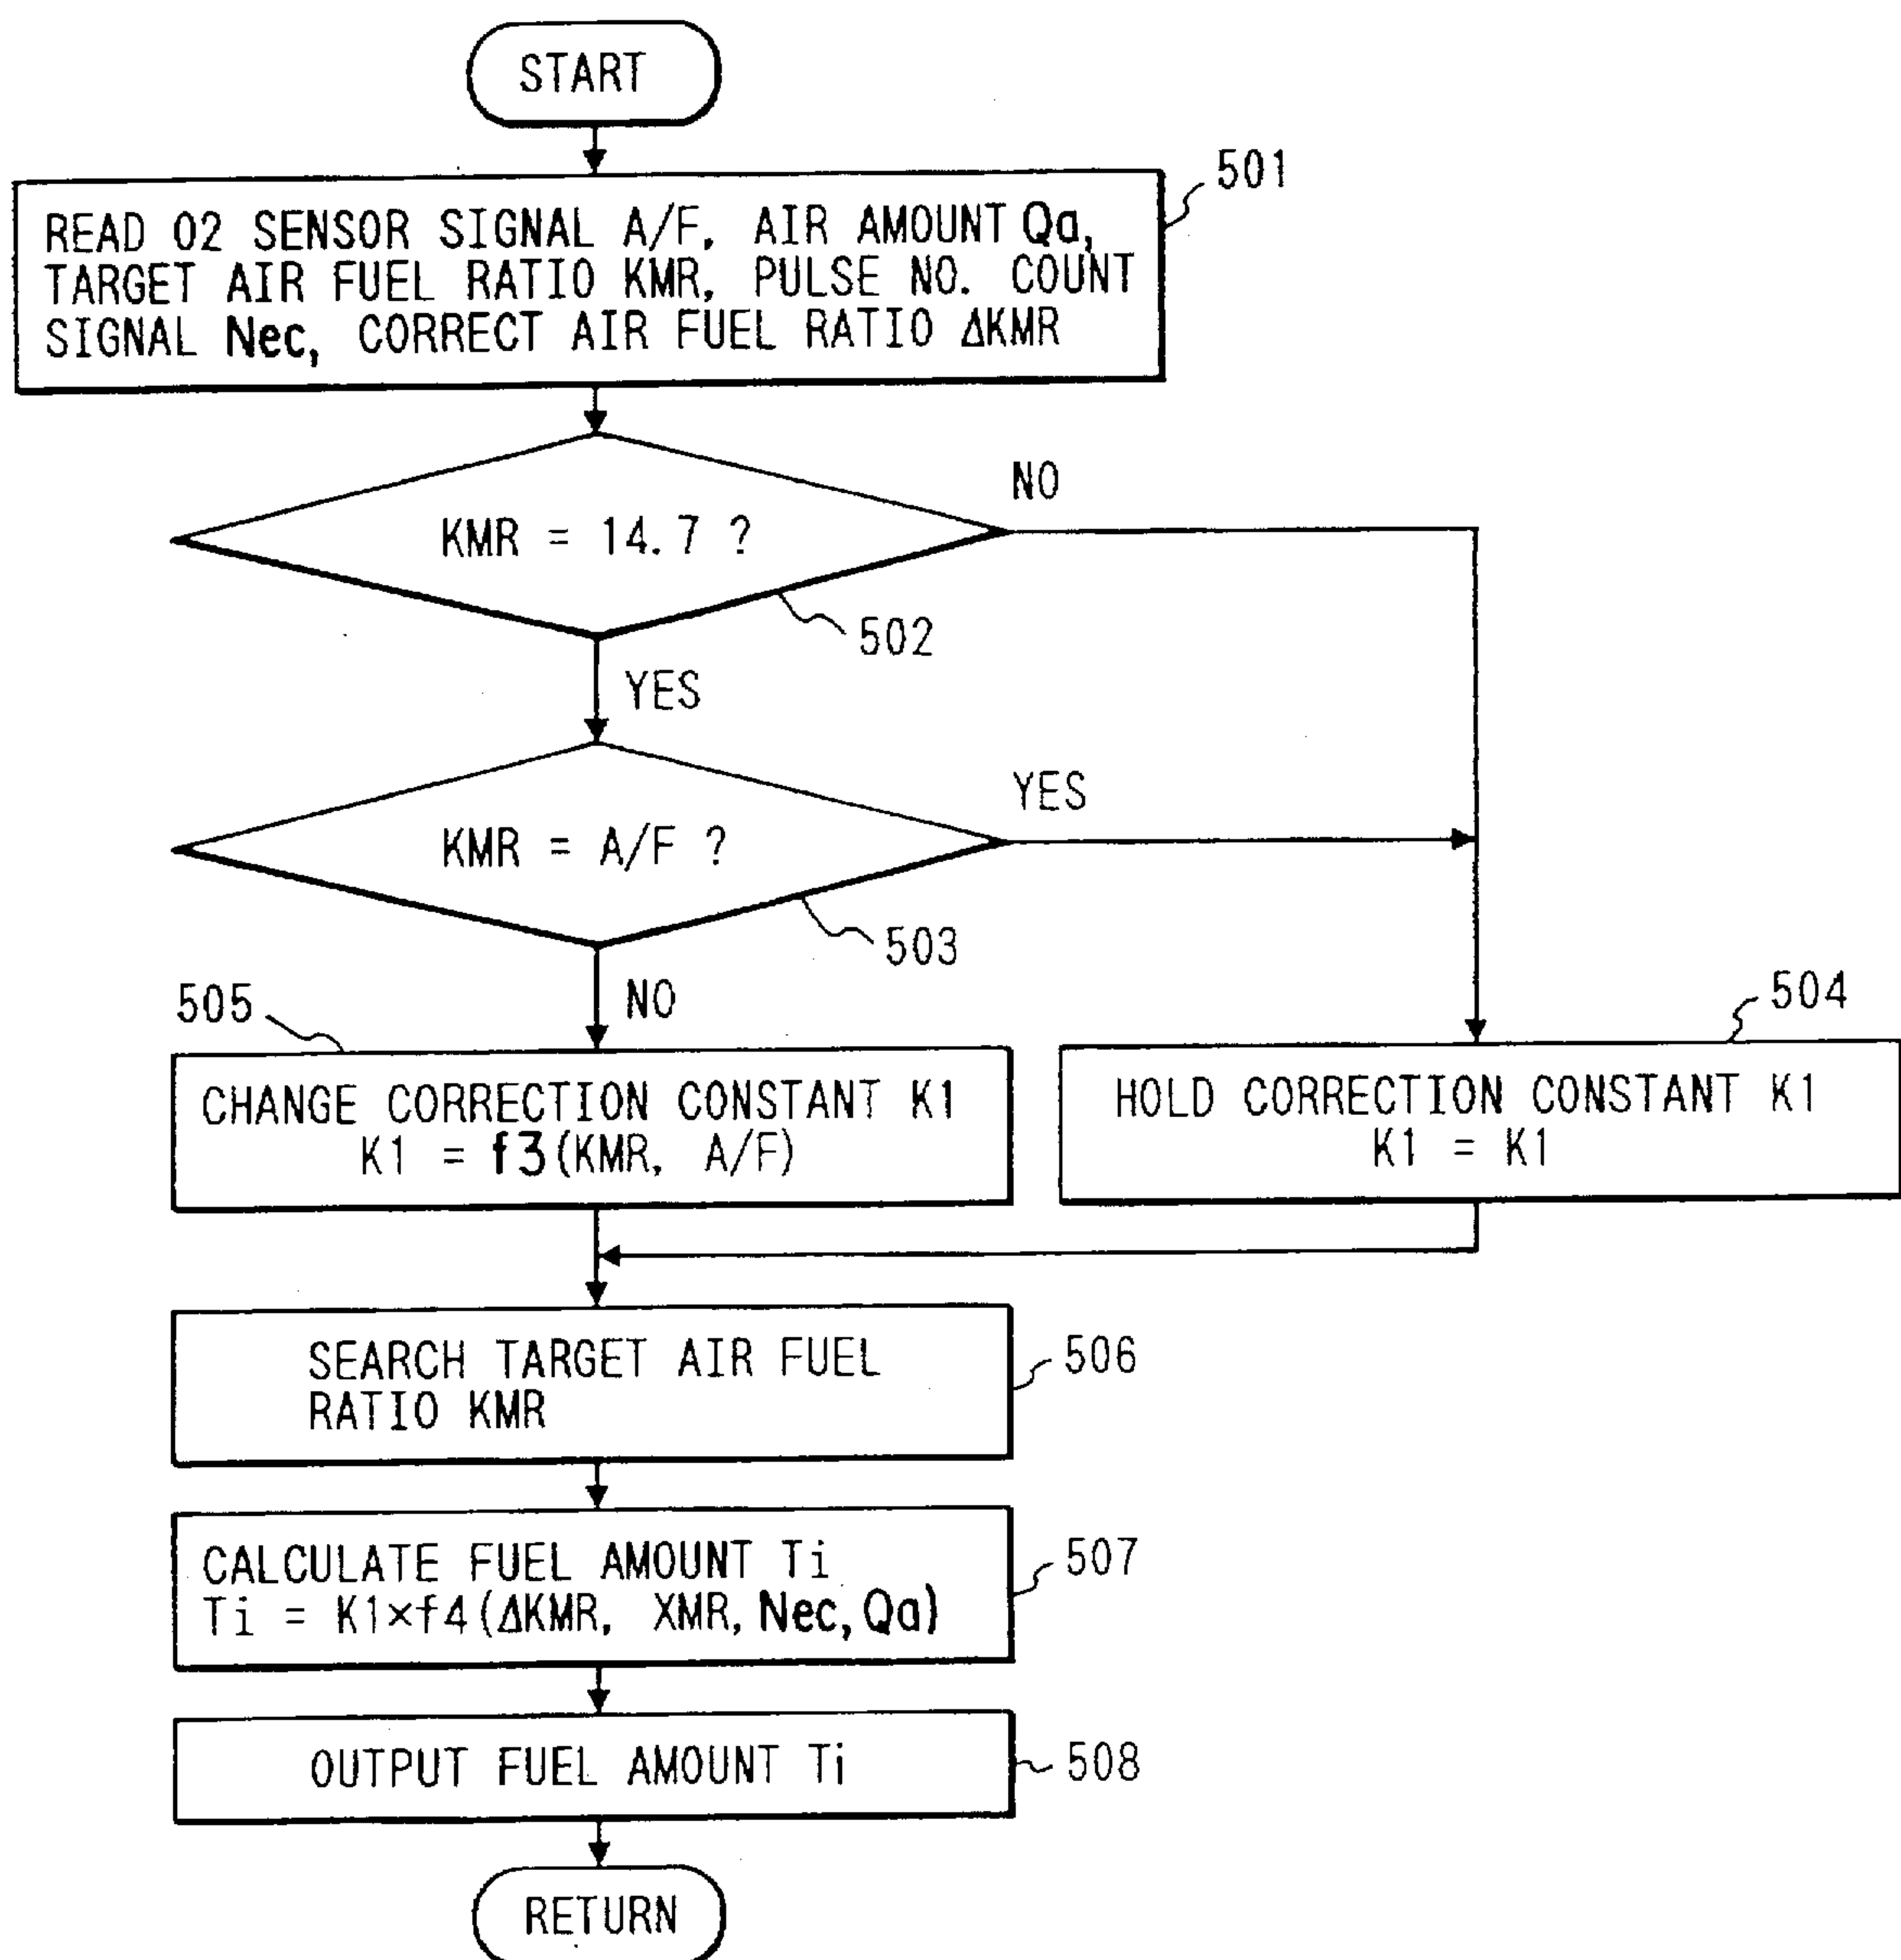 START
501
READ O2 SENSOR SIGNAL A/F, AIR AMOUNT Qa,
TARGET AIR FUEL RATIO KMR, PULSE NO. COUNT
SIGNAL Nec, CORRECT AIR FUEL RATIO ΔKMR
NO
KMR = 14.7 ?
502
YES
YES
KMR = A/F ?
503
NO
505
504
CHANGE CORRECTION CONSTANT K1
K1 = f3(KMR, A/F)
HOLD CORRECTION CONSTANT K1
K1 = K1
SEARCH TARGET AIR FUEL
RATIO KMR
506
CALCULATE FUEL AMOUNT Ti
Ti = K1×f4(ΔKMR, XMR, Nec, Qa)
507
OUTPUT FUEL AMOUNT Ti
508
RETURN